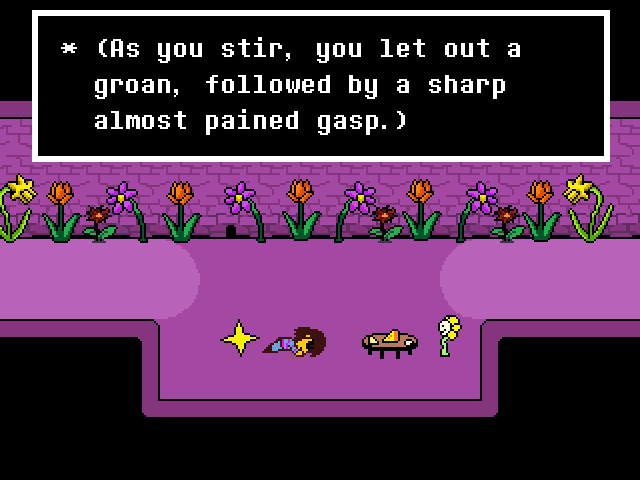 * (As you stir, you let out a
groan, followed by a sharp
almost pained gasp.)